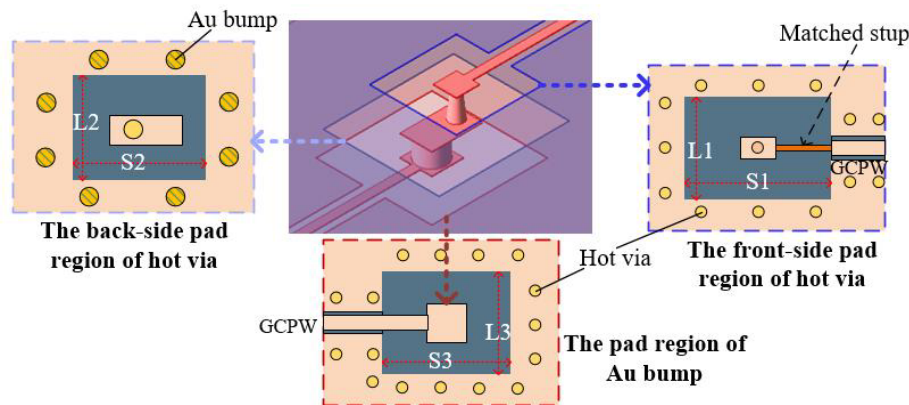 Au bump
Matched stup
L2
S2
L1
S1
GCPW
The back-side pad
region of hot via
Hot via
The front-side pad
region of hot via
GCPW
L3
S3
The pad region of
Au bump